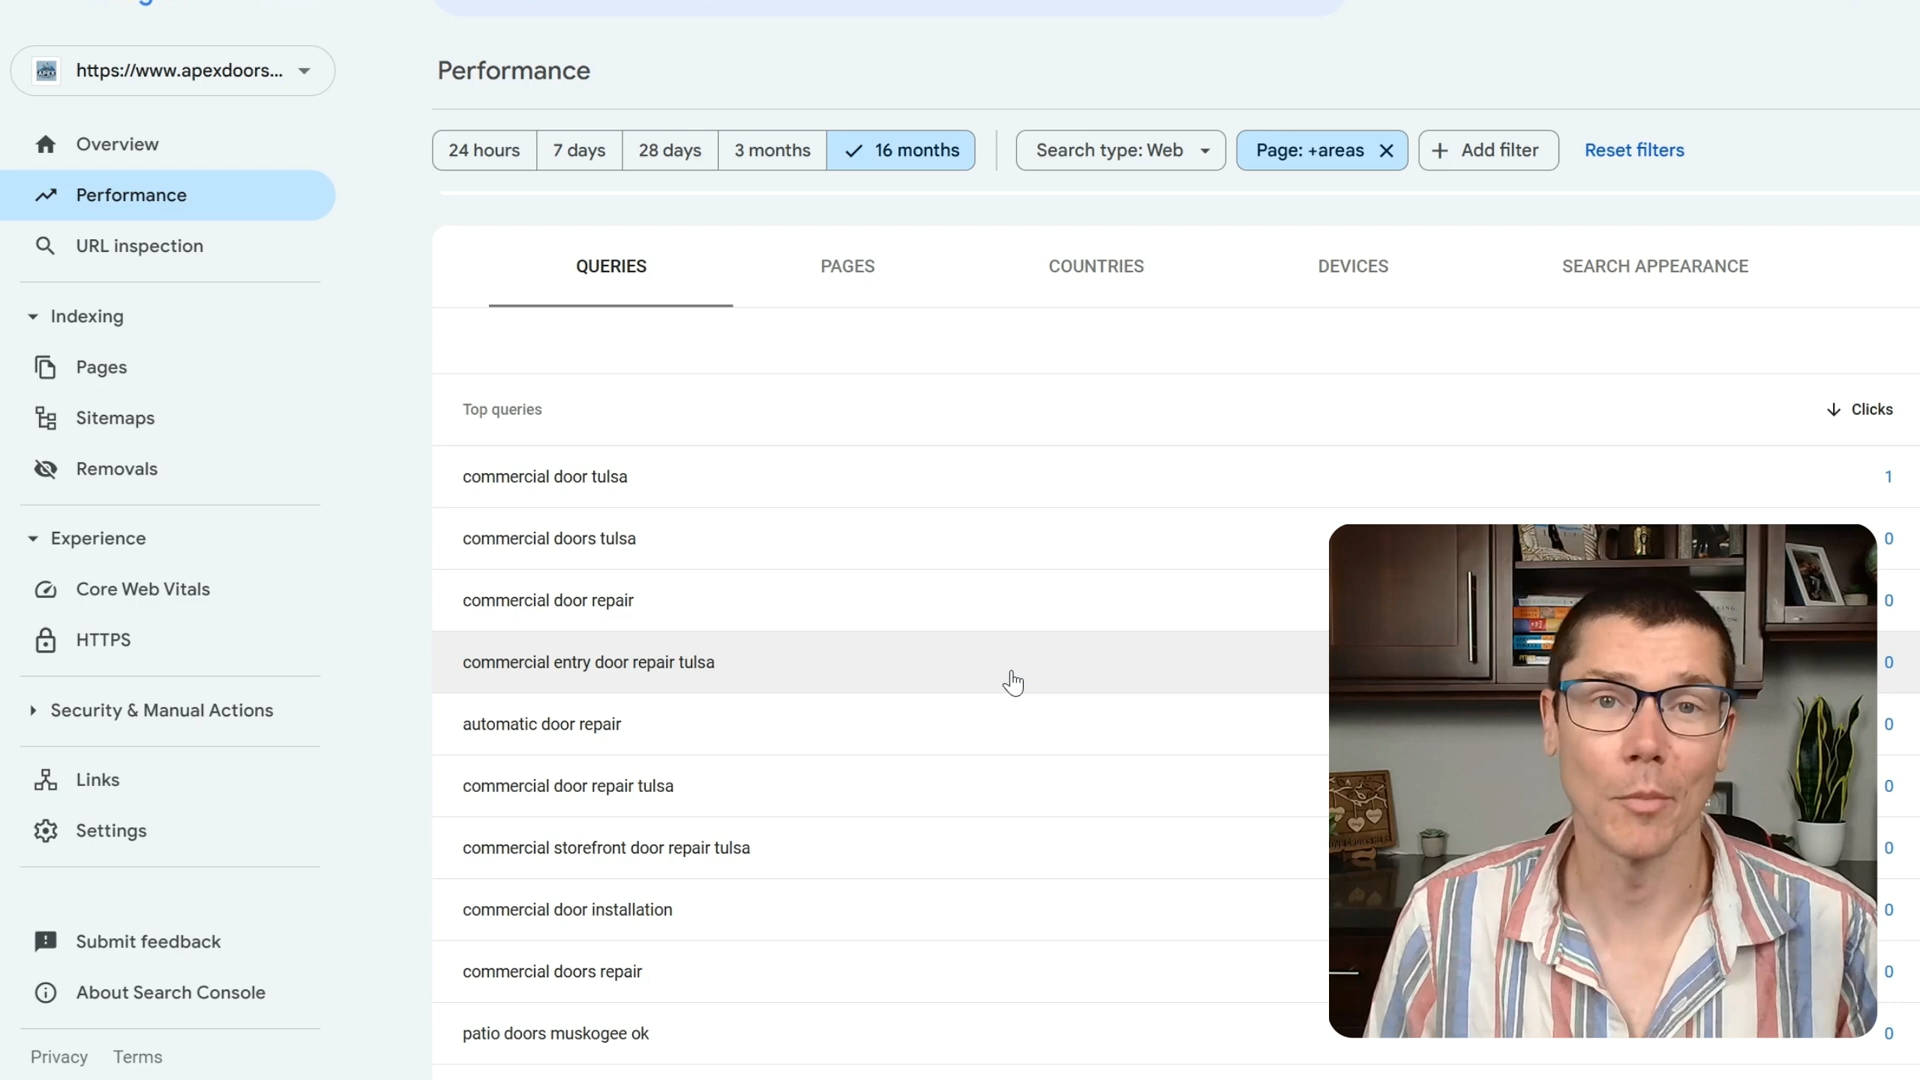 https://www.apexdoors...
Overview
Performance
URL inspection
Indexing
Pages
Sitemaps
Removals
Experience
Core Web Vitals
HTTPS
Security & Manual Actions
Links
Settings
Submit feedback
About Search Console
Privacy Terms
Performance
24 hours 7 days 28 days 3 months 16 months Search type: Web Page: +areas Add filter Reset filters
QUERIES PAGES COUNTRIES DEVICES SEARCH APPEARANCE
Top queries Clicks
commercial door tulsa 1
commercial doors tulsa 0
commercial door repair 0
commercial entry door repair tulsa 0
automatic door repair 0
commercial door repair tulsa 0
commercial storefront door repair tulsa 0
commercial door installation 0
commercial doors repair 0
patio doors muskogee ok 0